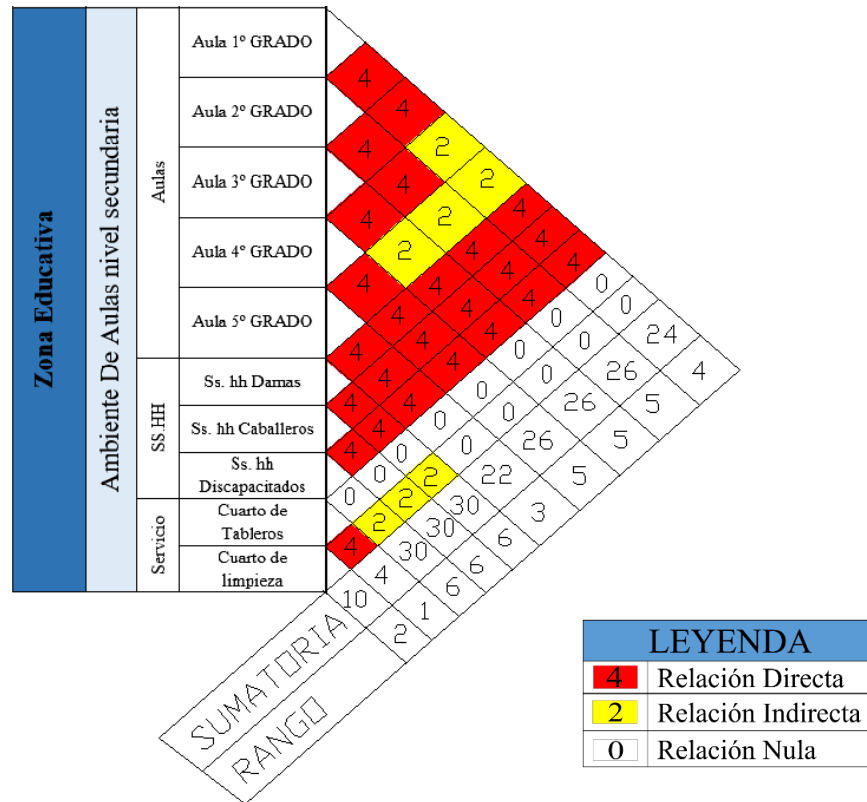 Zona Educativa
Ambiente De Aulas nivel secundaria
Aulas
SS.HH
Servicio
Aula 1º GRADO
Aula 2º GRADO
Aula 3º GRADO
Aula 4º GRADO
Aula 5º GRADO
Ss. hh Damas
Ss. hh Caballeros
Ss. hh
Discapacitados
Cuarto de
Tableros
Cuarto de
limpieza
4
4 4
4 4 2
4 2 2 2
4 4 4 4 4
4 4 4 4 4 4
4 4 4 4 4 4 4
0 0 0 0 0 0 0 0
4 2 2 2 0 0 0 0 0
SUMATORIA 10 4 30 30 30 22 26 26 26 24
RANGO 2 1 6 6 6 3 5 5 5 4
LEYENDA
4 Relación Directa
2 Relación Indirecta
0 Relación Nula